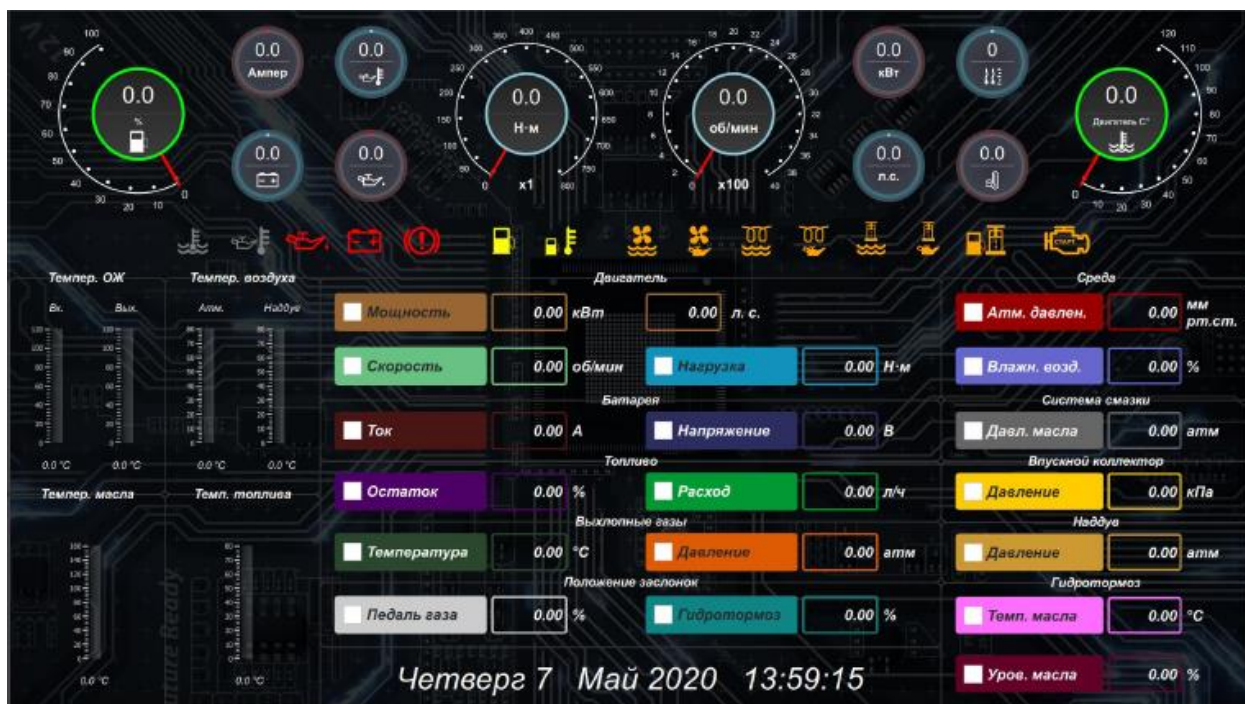 0.0 %
0.0 Ампер
0.0
0.0
0.0
0.0 Н·м x1
0.0 об/мин x100
0.0 кВт
0
0.0 л.с.
0.0
0.0 Двигатель C°
СТАРТ
Темпер. ОЖ
Вх. Вых.
0.0 °C 0.0 °C
Темпер. воздуха
Атм. Наддув
0.0 °C 0.0 °C
Темпер. масла
0.0 °C
Темп. топлива
0.0 °C
Двигатель
Мощность 0.00 кВт 0.00 л. с.
Скорость 0.00 об/мин Нагрузка 0.00 Н·м
Батарея
Ток 0.00 А Напряжение 0.00 В
Топливо
Остаток 0.00 % Расход 0.00 л/ч
Выхлопные газы
Температура 0.00 °C Давление 0.00 атм
Положение заслонок
Педаль газа 0.00 % Гидротормоз 0.00 %
Среда
Атм. давлен. 0.00 мм рт.ст.
Влажн. возд. 0.00 %
Система смазки
Давл. масла 0.00 атм
Впускной коллектор
Давление 0.00 кПа
Наддув
Давление 0.00 атм
Гидротормоз
Темп. масла 0.00 °C
Уров. масла 0.00 %
Четверг 7 Май 2020 13:59:15
12V
uture Ready